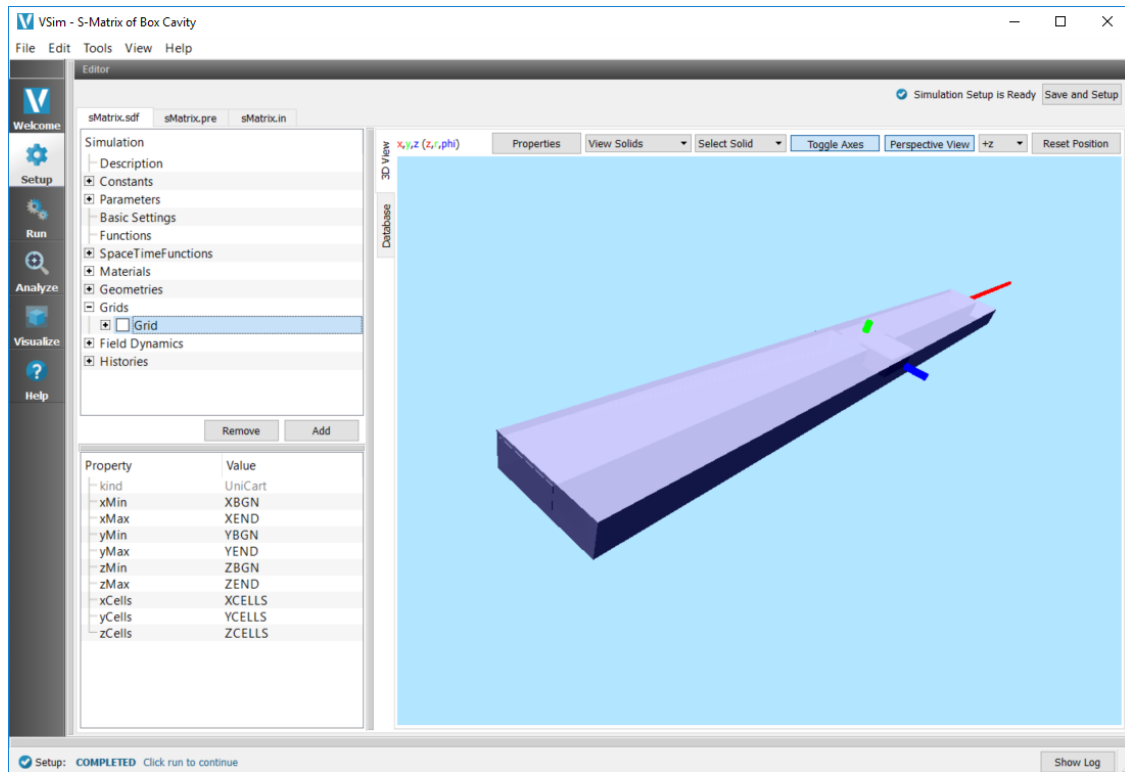 VSim - S-Matrix of Box Cavity
File Edit Tools View Help
Editor
Simulation Setup is Ready Save and Setup
Welcome
Setup
Run
Analyze
Visualize
Help
sMatrix.sdf sMatrix.pre sMatrix.in
Simulation
Description
Constants
Parameters
Basic Settings
Functions
SpaceTimeFunctions
Materials
Geometries
Grids
Grid
Field Dynamics
Histories
Remove Add
Property Value
kind UniCart
xMin XBGN
xMax XEND
yMin YBGN
yMax YEND
zMin ZBGN
zMax ZEND
xCells XCELLS
yCells YCELLS
zCells ZCELLS
3D View
Database
x,y,z (z,r,phi) Properties View Solids Select Solid Toggle Axes Perspective View +z Reset Position
Setup: COMPLETED Click run to continue Show Log